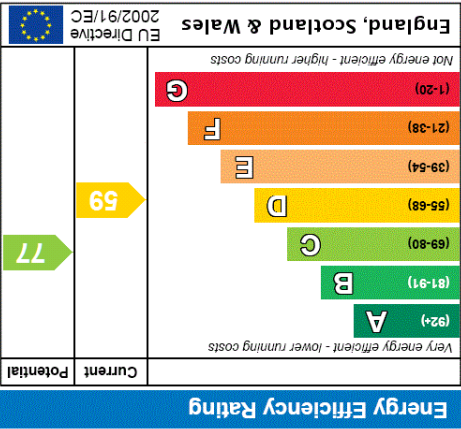 Energy Efficiency Rating
Current Potential
Very energy efficient - lower running costs
(92+) A
(81-91) B
(69-80) C
(55-68) D
(39-54) E
(21-38) F
(1-20) G
59
77
Not energy efficient - higher running costs
England, Scotland & Wales
EU Directive
2002/91/EC